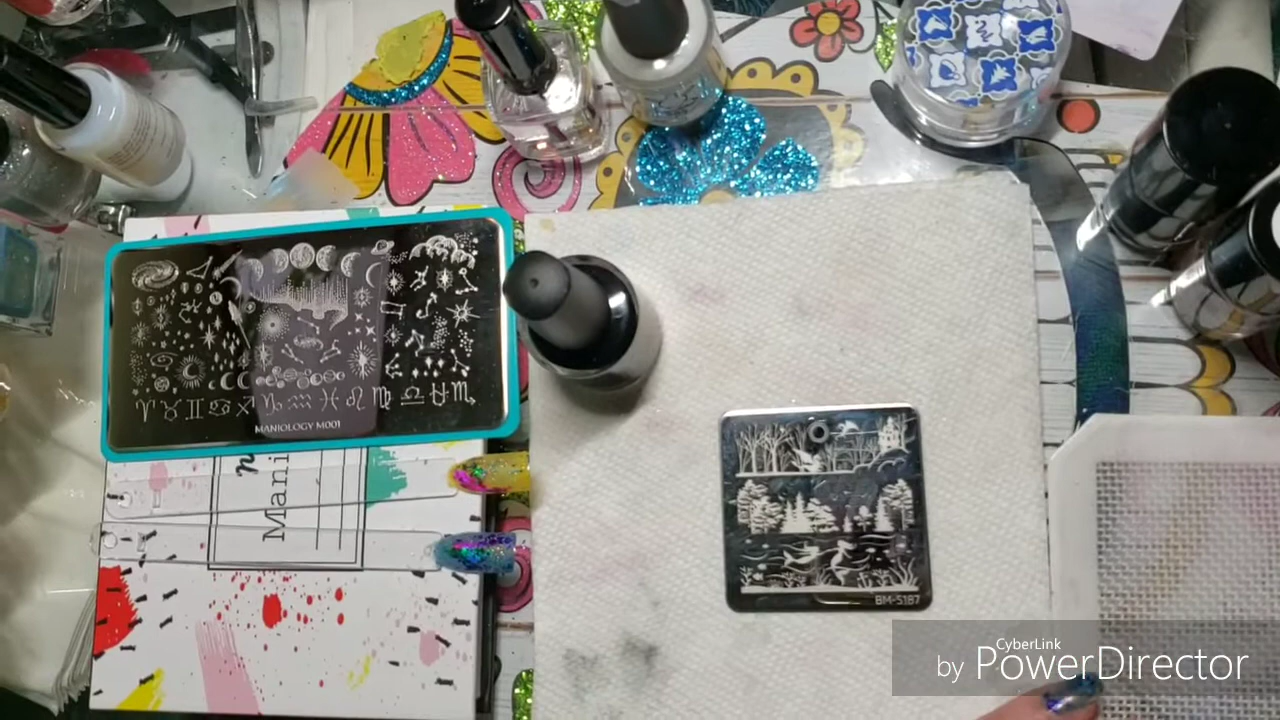 MANIOLOGY M001
Mani
BM-S187
CyberLink
by PowerDirector